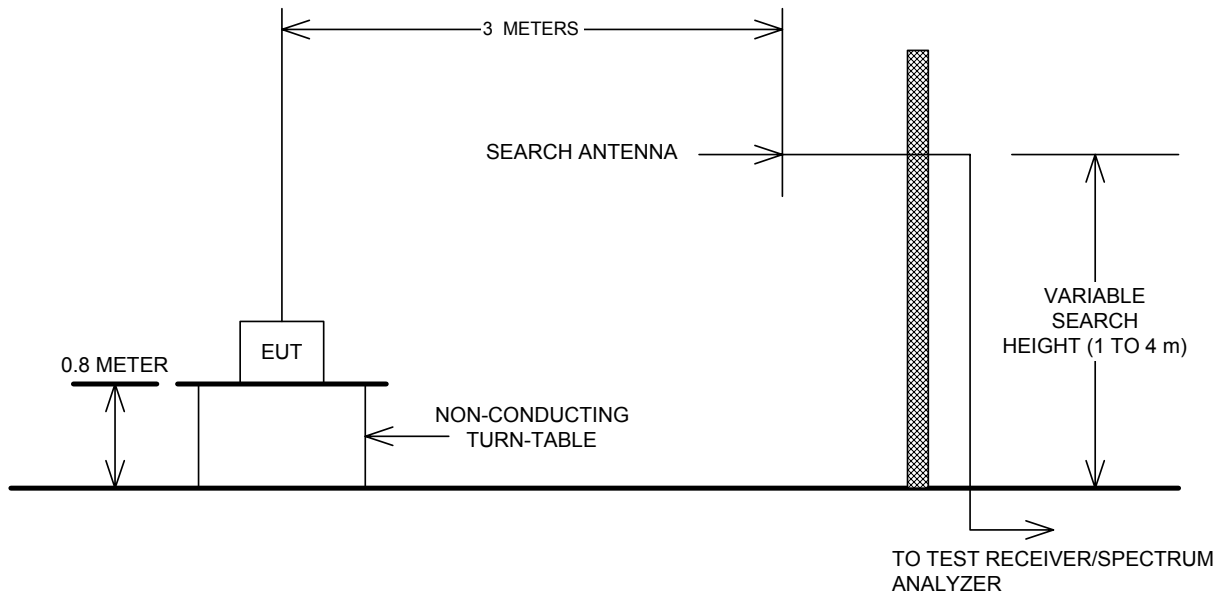 3 METERS
SEARCH ANTENNA
VARIABLE
SEARCH
HEIGHT (1 TO 4 m)
EUT
0.8 METER
NON-CONDUCTING
TURN-TABLE
TO TEST RECEIVER/SPECTRUM
ANALYZER